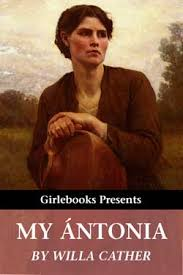 Girlebooks Presents
MY ÁNTONIA
BY WILLA CATHER